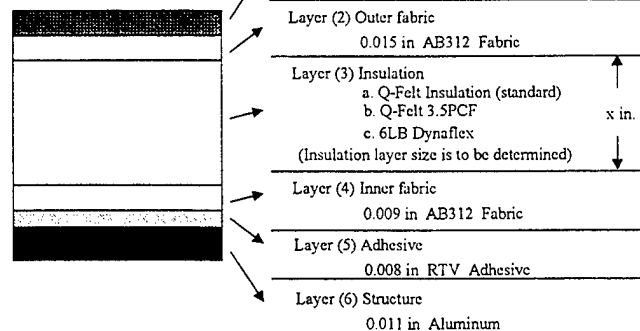 Layer (2) Outer fabric
0.015 in AB312 Fabric
Layer (3) Insulation
a. Q-Felt Insulation (standard)
b. Q-Felt 3.5PCF
x in.
c. 6LB Dynaflex
(Insulation layer size is to be determined)
Layer (4) Inner fabric
0.009 in AB312 Fabric
Layer (5) Adhesive
0.008 in RTV Adhesive
Layer (6) Structure
0.011 in Aluminum